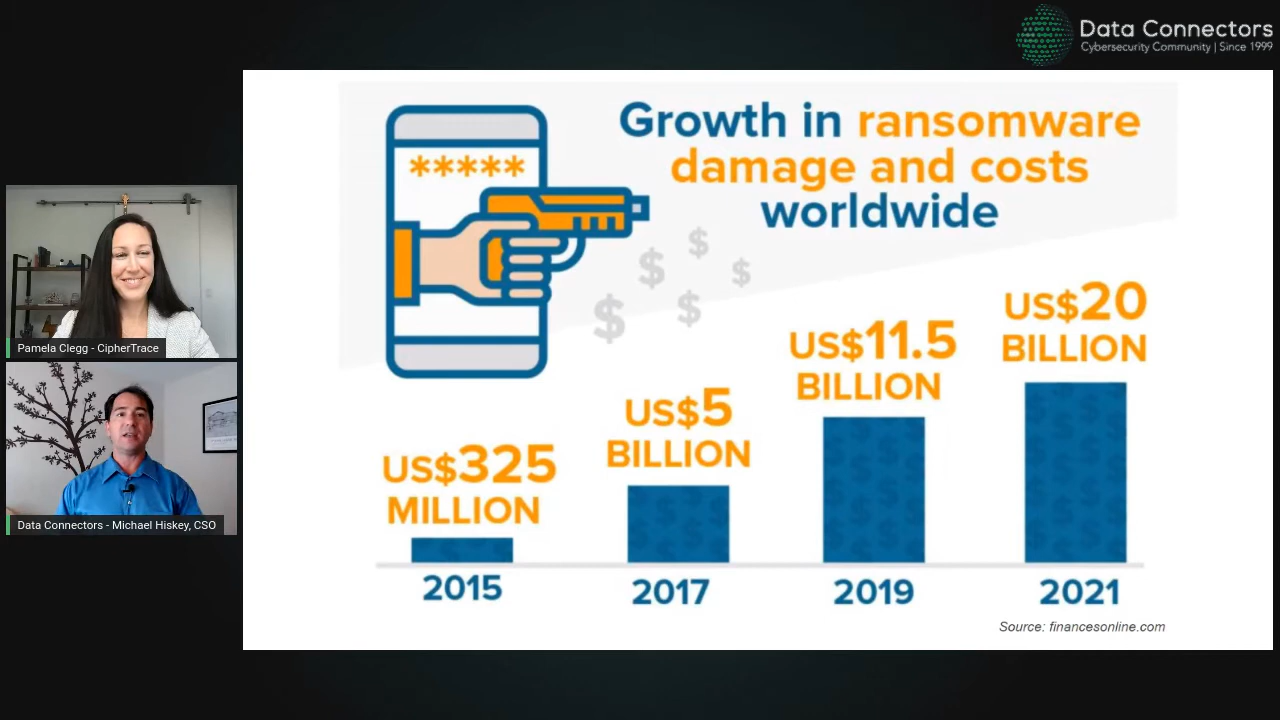 Data Connectors
Cybersecurity Community | Since 1999
Growth in ransomware
damage and costs
worldwide
*****
$
$
$
$
$
US$325
MILLION
US$5
BILLION
US$11.5
BILLION
US$20
BILLION
2015
2017
2019
2021
Source: financesonline.com
Pamela Clegg - CipherTrace
Data Connectors - Michael Hiskey, CSO